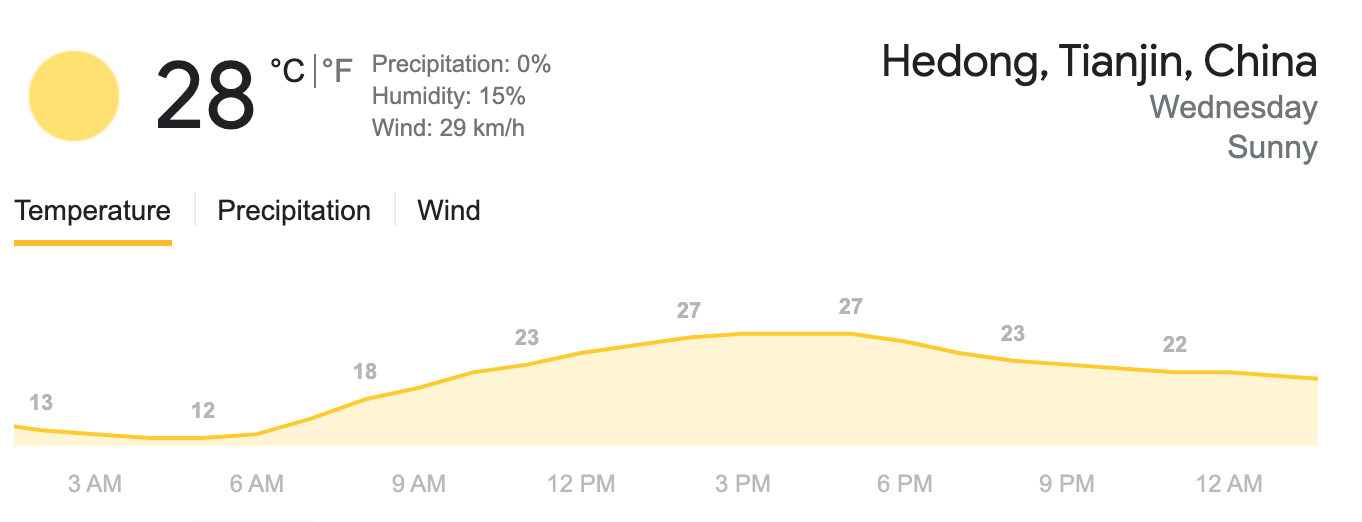 28 °C | °F
Precipitation: 0%
Humidity: 15%
Wind: 29 km/h
Hedong, Tianjin, China
Wednesday
Sunny
Temperature Precipitation Wind
13 12 18 23 27 27 23 22
3 AM 6 AM 9 AM 12 PM 3 PM 6 PM 9 PM 12 AM